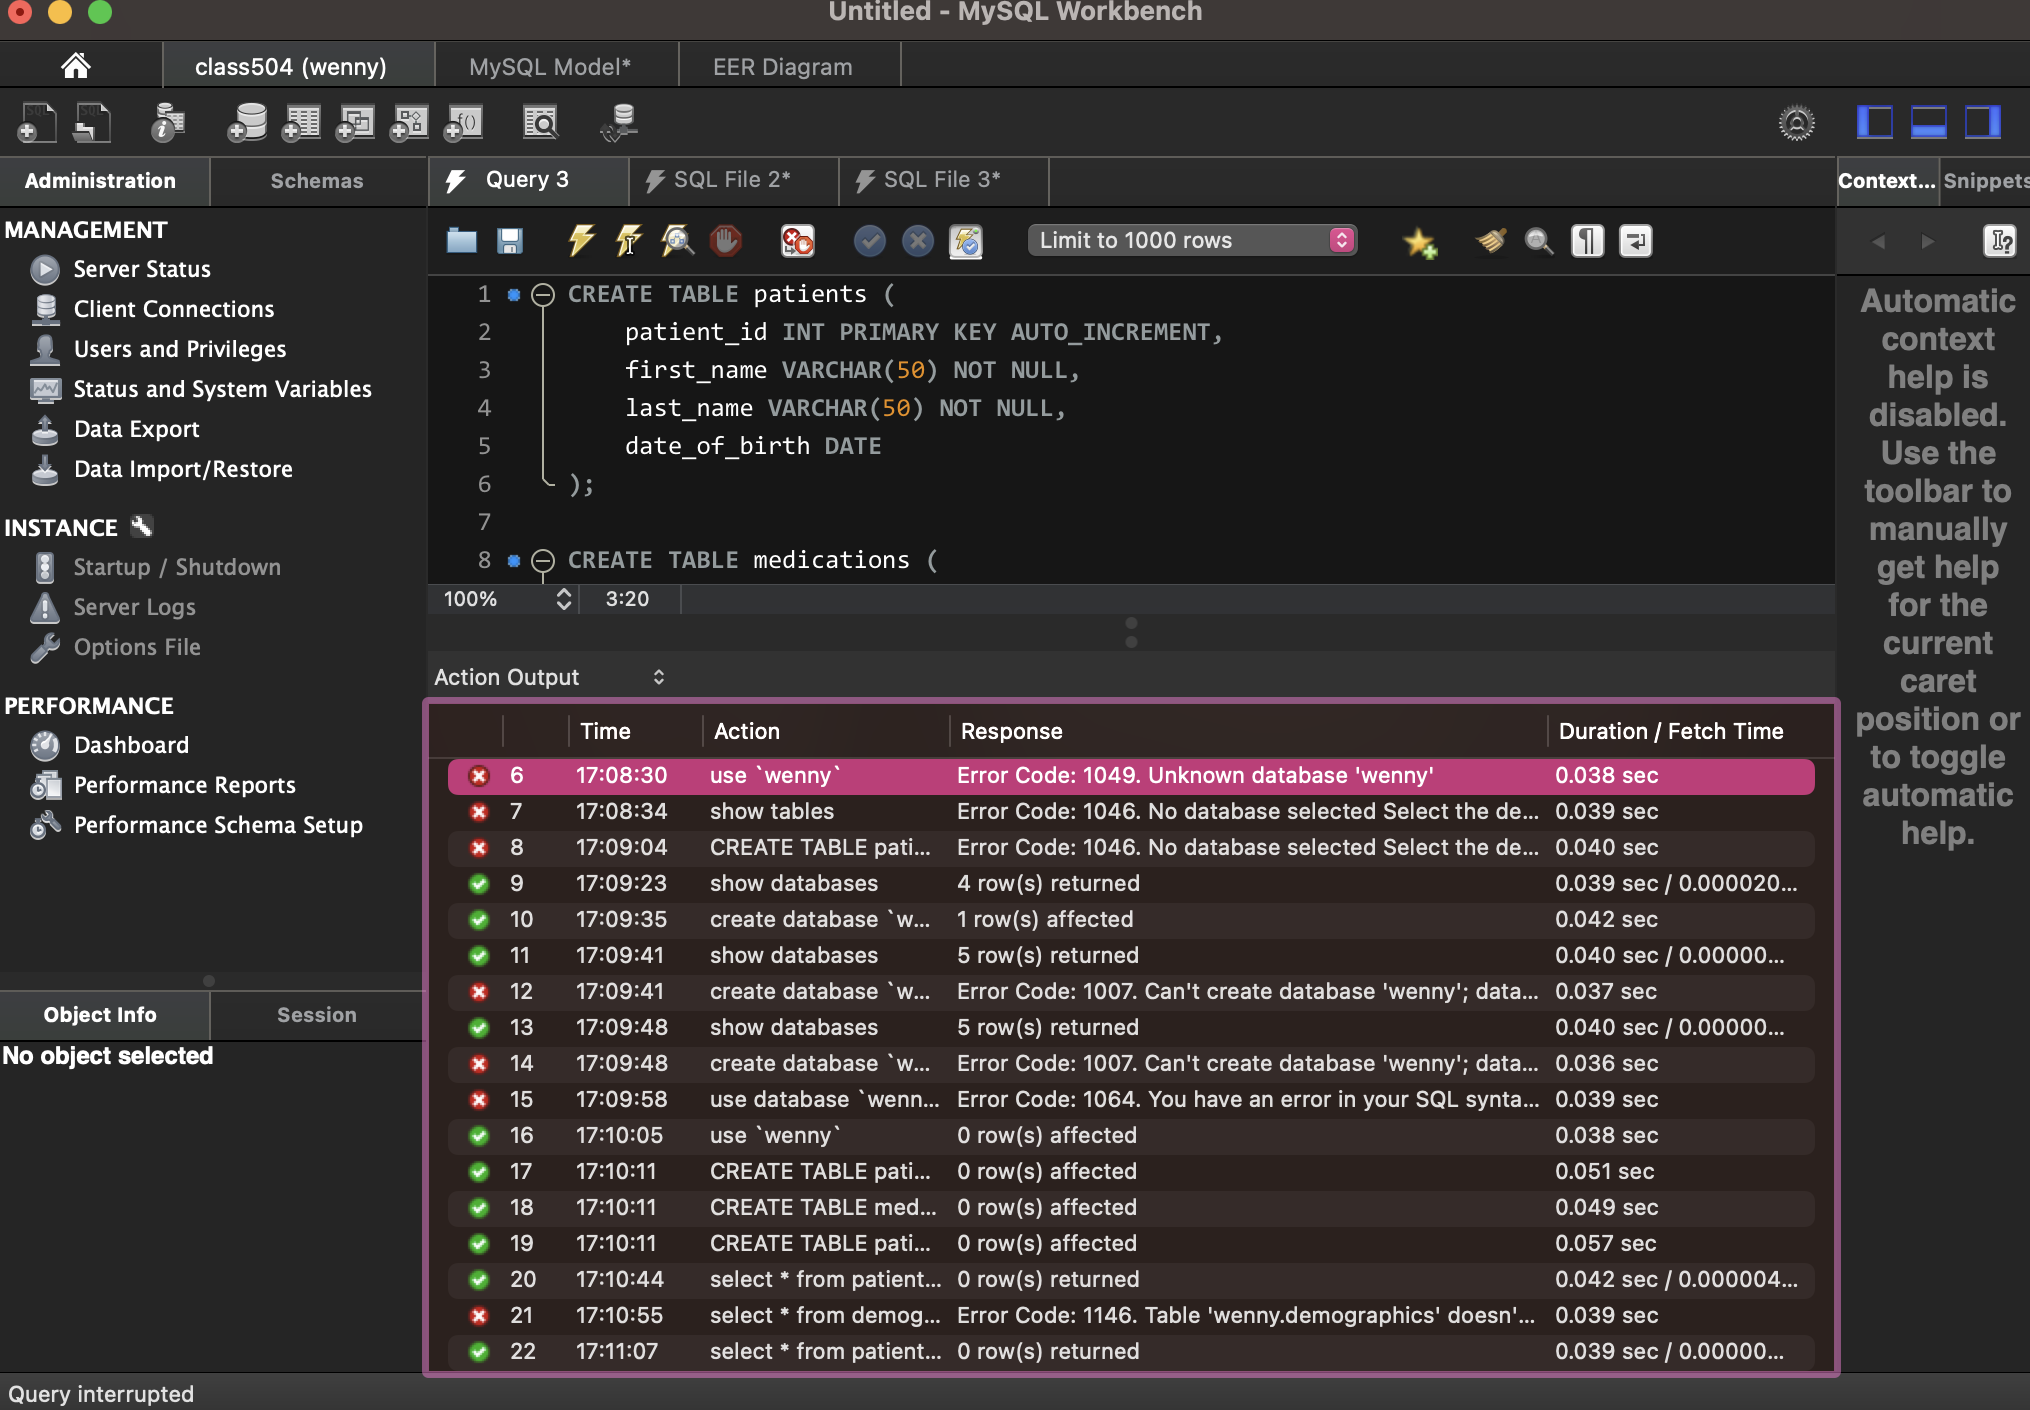 Untitled - MySQL Workbench
class504 (wenny)
MySQL Model*
EER Diagram
Administration
Schemas
Query 3
SQL File 2*
SQL File 3*
Context...
Snippets
MANAGEMENT
Server Status
Client Connections
Users and Privileges
Status and System Variables
Data Export
Data Import/Restore
INSTANCE
Startup / Shutdown
Server Logs
Options File
PERFORMANCE
Dashboard
Performance Reports
Performance Schema Setup
Object Info
Session
No object selected
Limit to 1000 rows
1 CREATE TABLE patients (
2 patient_id INT PRIMARY KEY AUTO_INCREMENT,
3 first_name VARCHAR(50) NOT NULL,
4 last_name VARCHAR(50) NOT NULL,
5 date_of_birth DATE
6 );
7
8 CREATE TABLE medications (
100% 3:20
Action Output
Time Action Response Duration / Fetch Time
6 17:08:30 use `wenny` Error Code: 1049. Unknown database 'wenny' 0.038 sec
7 17:08:34 show tables Error Code: 1046. No database selected Select the de... 0.039 sec
8 17:09:04 CREATE TABLE pati... Error Code: 1046. No database selected Select the de... 0.040 sec
9 17:09:23 show databases 4 row(s) returned 0.039 sec / 0.000020...
10 17:09:35 create database `w... 1 row(s) affected 0.042 sec
11 17:09:41 show databases 5 row(s) returned 0.040 sec / 0.00000...
12 17:09:41 create database `w... Error Code: 1007. Can't create database 'wenny'; data... 0.037 sec
13 17:09:48 show databases 5 row(s) returned 0.040 sec / 0.00000...
14 17:09:48 create database `w... Error Code: 1007. Can't create database 'wenny'; data... 0.036 sec
15 17:09:58 use database `wenn... Error Code: 1064. You have an error in your SQL synta... 0.039 sec
16 17:10:05 use `wenny` 0 row(s) affected 0.038 sec
17 17:10:11 CREATE TABLE pati... 0 row(s) affected 0.051 sec
18 17:10:11 CREATE TABLE med... 0 row(s) affected 0.049 sec
19 17:10:11 CREATE TABLE pati... 0 row(s) affected 0.057 sec
20 17:10:44 select * from patient... 0 row(s) returned 0.042 sec / 0.000004...
21 17:10:55 select * from demog... Error Code: 1146. Table 'wenny.demographics' doesn'... 0.039 sec
22 17:11:07 select * from patient... 0 row(s) returned 0.039 sec / 0.00000...
Automatic
context
help is
disabled.
Use the
toolbar to
manually
get help
for the
current
caret
position or
to toggle
automatic
help.
Query interrupted